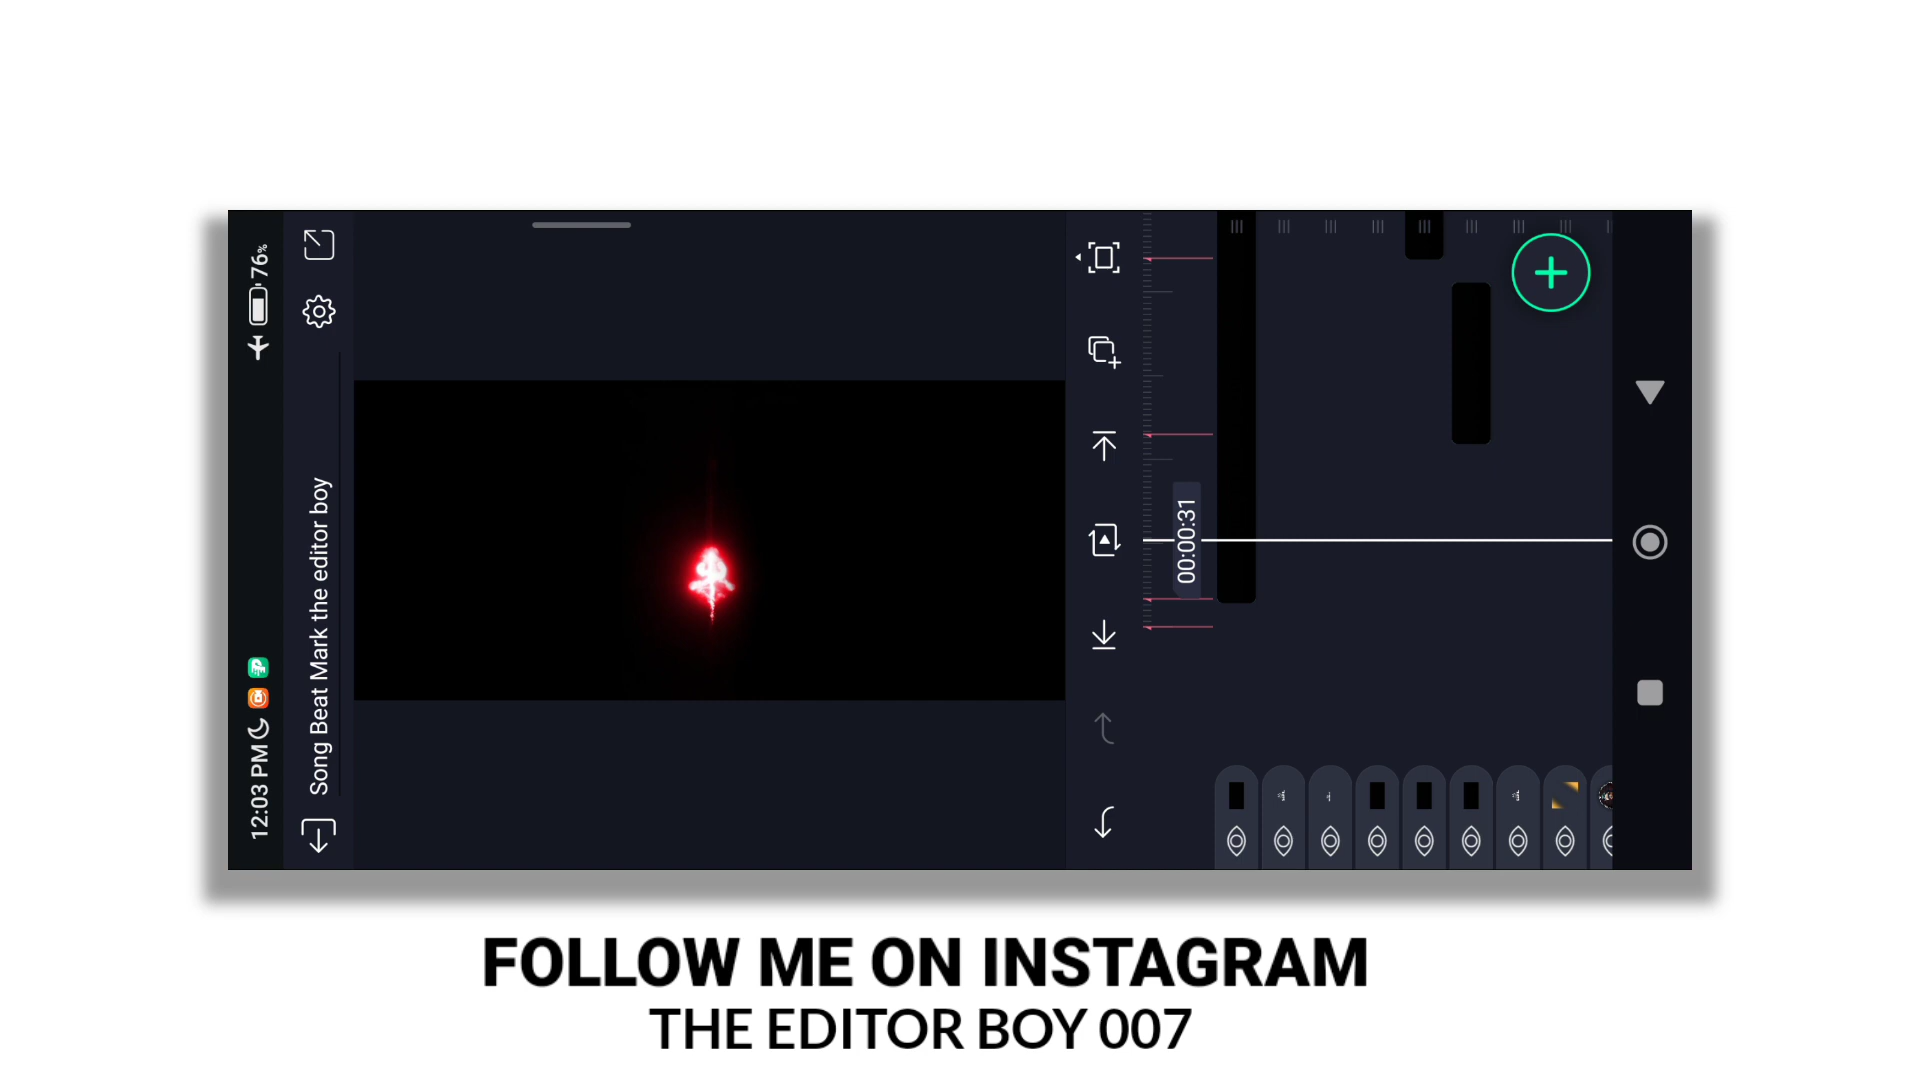 12:03 PM
76%
Song Beat Mark the editor boy
00:00:31
FOLLOW ME ON INSTAGRAM
THE EDITOR BOY 007